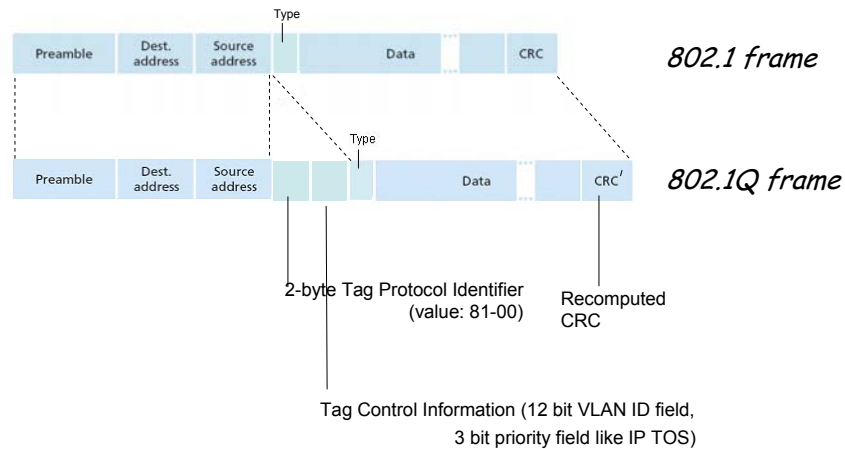 Type
Preamble
Dest.
address
Source
address
Data
CRC
802.1 frame
Type
Preamble
Dest.
address
Source
address
Data
CRC'
802.1Q frame
2-byte Tag Protocol Identifier
(value: 81-00)
Recomputed
CRC
Tag Control Information (12 bit VLAN ID field,
3 bit priority field like IP TOS)